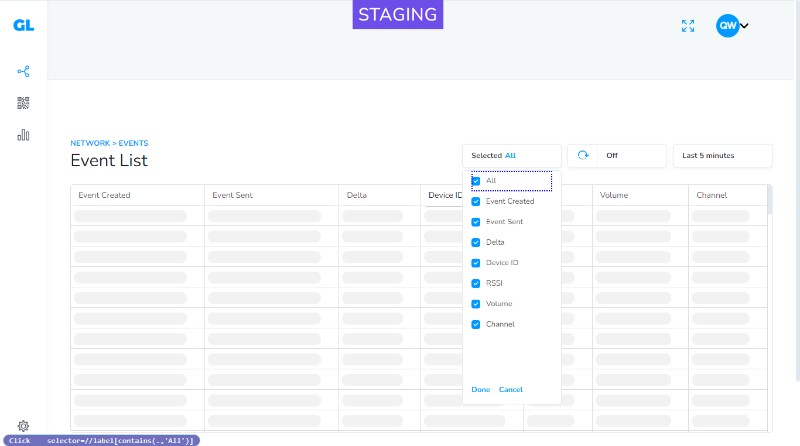 STAGING
GL
QW
NETWORK > EVENTS
Event List
Selected All
Off
Last 5 minutes
Event Created
Event Sent
Delta
Device ID
Volume
Channel
All
Event Created
Event Sent
Delta
Device ID
RSSI
Volume
Channel
Done Cancel
Click selector=//label[contains(.,'All')]